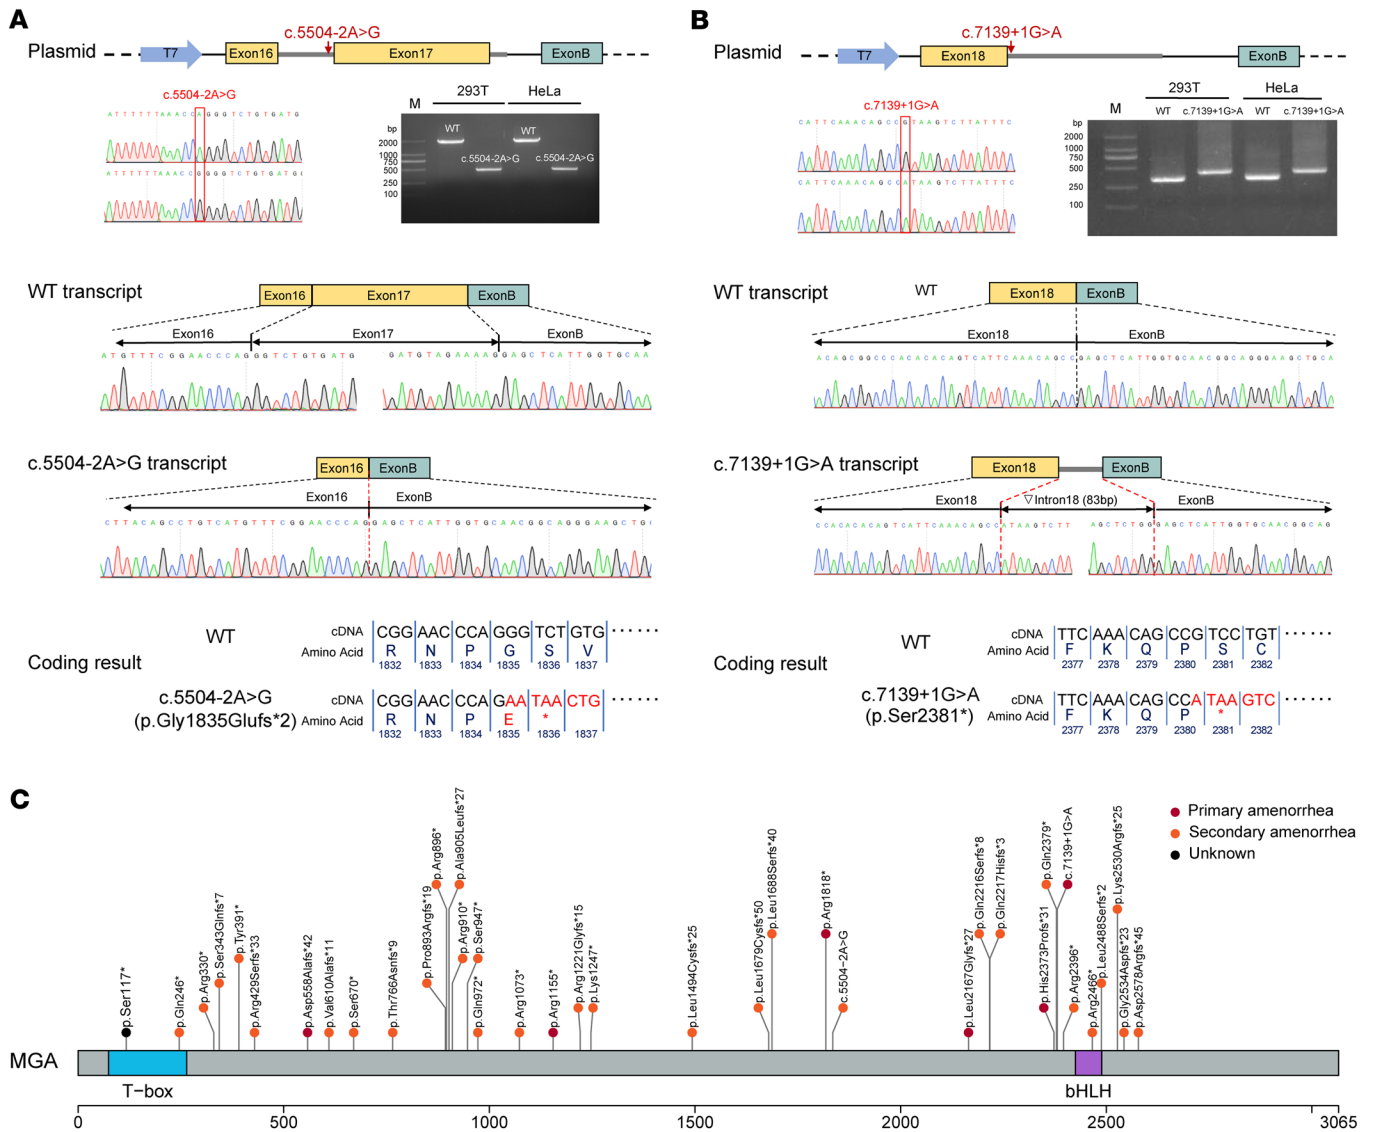 A
c.5504-2A>G
Plasmid
T7
Exon16
Exon17
ExonB
c.5504-2A>G
ATTTTTTAAACCAGGGTCTGTGATG
ATTTTTTAAACCGGGGTCTGTGATG
293T
HeLa
M
bp
2000
1000
750
500
250
100
WT
WT
c.5504-2A>G
c.5504-2A>G
WT transcript
Exon16
Exon17
ExonB
Exon16
Exon17
ExonB
ATGTTTCGGAACCCAGGGTCTGTGATG
GATGTAGAAAAGGAGCTCATTGGTGCAA
c.5504-2A>G transcript
Exon16
ExonB
Exon16
ExonB
CTTACAGCCTGTCATGTTTCGGAACCCAGGAGCTCATTGGTGCAACGGCAGGGAAGCTG
Coding result
WT
cDNA
CGG AAC CCA GGG TCT GTG ······
Amino Acid
R N P G S V
1832 1833 1834 1835 1836 1837
c.5504-2A>G
(p.Gly1835Glufs*2)
cDNA
CGG AAC CCA GAA TAA CTG ······
Amino Acid
R N P E *
1832 1833 1834 1835 1836 1837
B
c.7139+1G>A
Plasmid
T7
Exon18
ExonB
c.7139+1G>A
CATTCAAACAGCCGTAAGTCTTATTTC
CATTCAAACAGCCATAAGTCTTATTTC
293T
HeLa
M
WT
c.7139+1G>A
WT
c.7139+1G>A
bp
2000
1000
750
500
250
100
WT transcript
WT
Exon18
ExonB
Exon18
ExonB
ACAGCGGCCCACACACAGTCATTCAAACAGCCGAGCTCATTGGTGCAACGGCAGGGAAGCTGCA
c.7139+1G>A transcript
Exon18
ExonB
Exon18
▽Intron18 (83bp)
ExonB
CCACACACAGTCATTCAAACAGCCATAAGTCTT
AGCTCTGGGAGCTCATTGGTGCAACGGCAG
Coding result
WT
cDNA
TTC AAA CAG CCG TCC TGT ······
Amino Acid
F K Q P S C
2377 2378 2379 2380 2381 2382
c.7139+1G>A
(p.Ser2381*)
cDNA
TTC AAA CAG CCA TAA GTC ······
Amino Acid
F K Q P *
2377 2378 2379 2380 2381 2382
C
Primary amenorrhea
Secondary amenorrhea
Unknown
p.Ser117*
p.Gln246*
p.Arg330*
p.Ser343Glnfs*7
p.Tyr391*
p.Arg429Serfs*33
p.Asp558Alafs*42
p.Val610Alafs*11
p.Ser670*
p.Thr766Asnfs*9
p.Pro893Argfs*19
p.Arg896*
p.Ala905Leufs*27
p.Arg910*
p.Ser947*
p.Gln972*
p.Arg1073*
p.Arg1155*
p.Arg1221Glyfs*15
p.Lys1247*
p.Leu1494Cysfs*25
p.Leu1679Cysfs*50
p.Leu1688Serfs*40
p.Arg1818*
c.5504−2A>G
p.Leu2167Glyfs*27
p.Gln2216Serfs*8
p.Gln2217Hisfs*3
p.His2373Profs*31
p.Gln2379*
c.7139+1G>A
p.Arg2396*
p.Arg2466*
p.Leu2488Serfs*2
p.Lys2530Argfs*25
p.Gly2534Aspfs*23
p.Asp2578Argfs*45
MGA
T−box
bHLH
0
500
1000
1500
2000
2500
3065